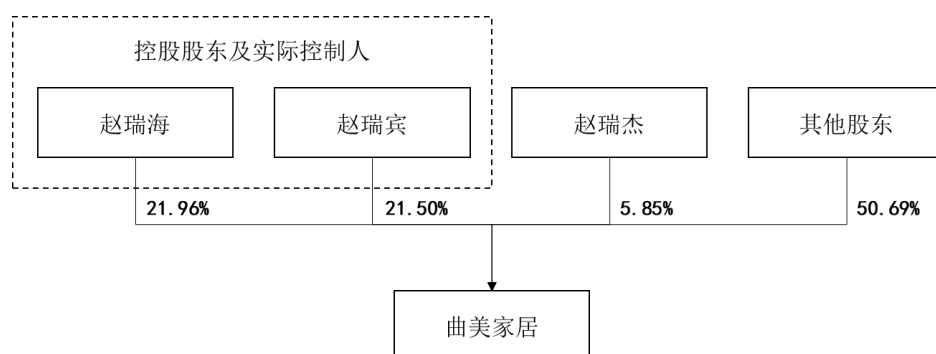 控股股东及实际控制人
赵瑞海
赵瑞宾
赵瑞杰
其他股东
21.96%
21.50%
5.85%
50.69%
曲美家居